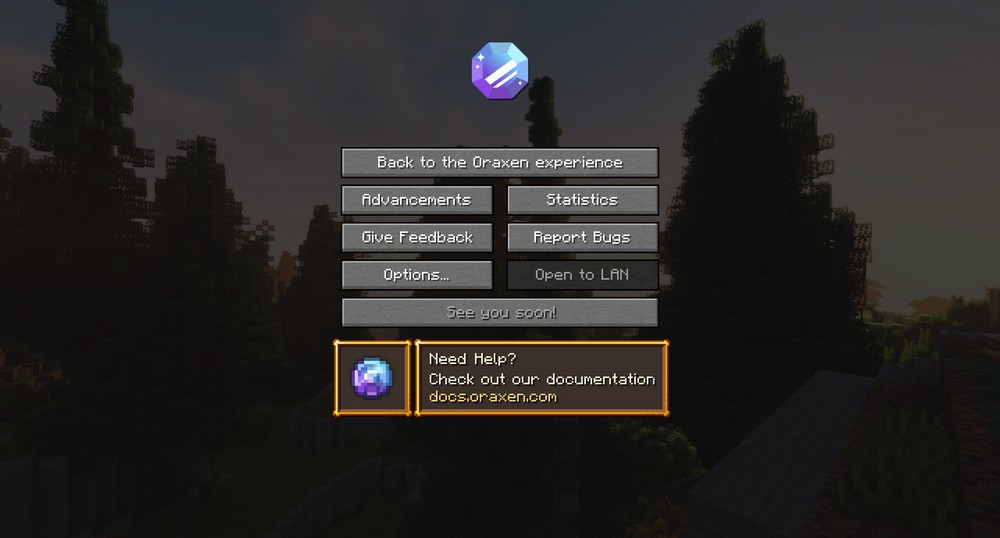 Back to the Oraxen experience
Advancements
Statistics
Give Feedback
Report Bugs
Options...
Open to LAN
See you soon!
Need Help?
Check out our documentation
docs.oraxen.com